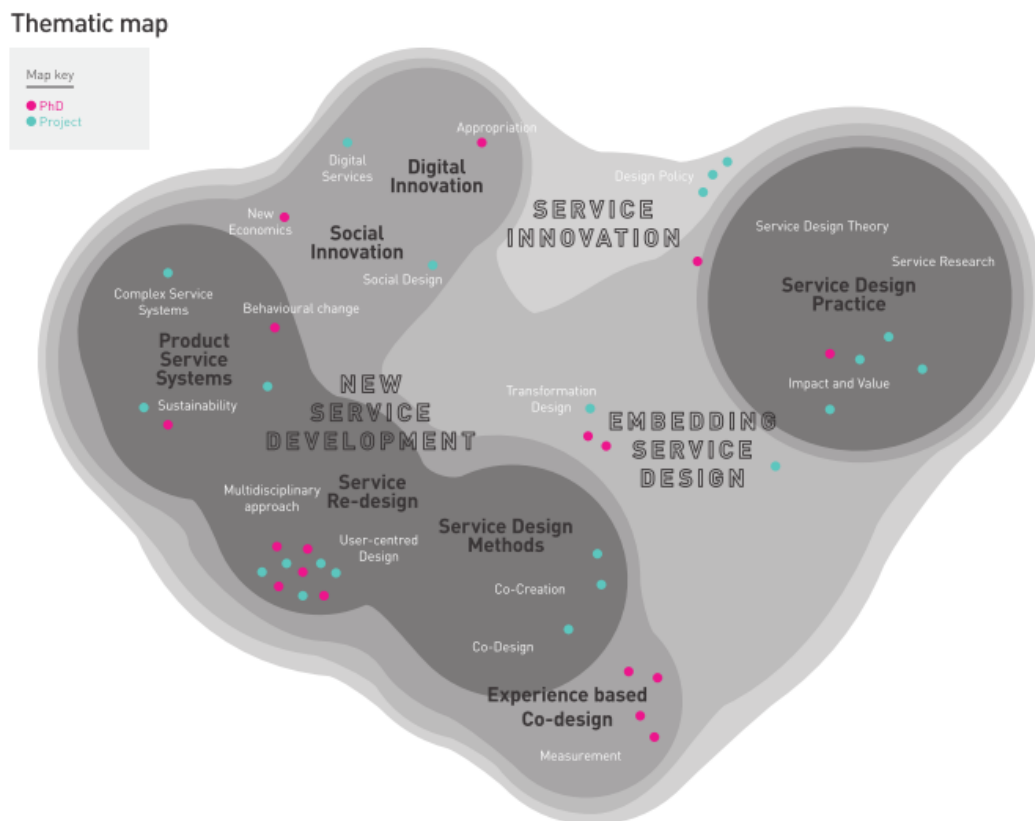 Thematic map
Map key
PhD
Project
Appropriation
Digital
Services
Digital
Innovation
New
Economics
Social
Innovation
Social Design
Design Policy
SERVICE
INNOVATION
Service Design Theory
Service Research
Service Design
Practice
Impact and Value
Complex Service
Systems
Behavioural change
Product
Service
Systems
Sustainability
NEW
SERVICE
DEVELOPMENT
Transformation
Design
EMBEDDING
SERVICE
DESIGN
Multidisciplinary
approach
Service
Re-design
User-centred
Design
Service Design
Methods
Co-Creation
Co-Design
Experience based
Co-design
Measurement